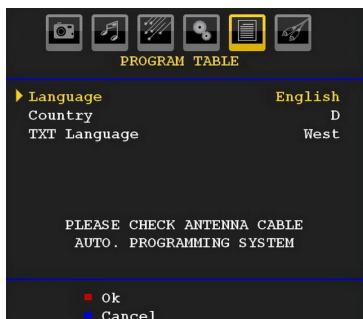 PROGRAM TABLE
Language English
Country D
TXT Language West
PLEASE CHECK ANTENNA CABLE
AUTO. PROGRAMMING SYSTEM
Ok
Cancel